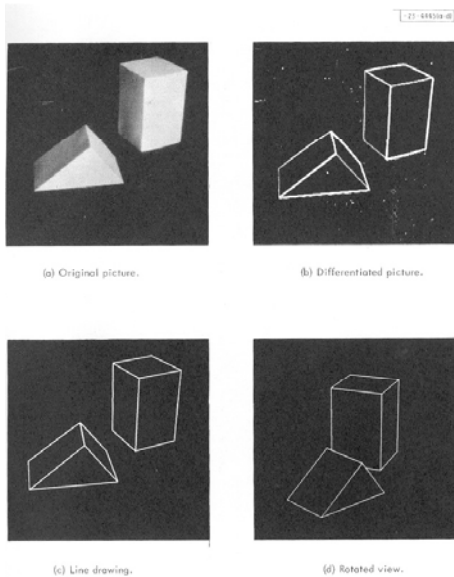 (a) Original picture.
(b) Differentiated picture.
(c) Line drawing.
(d) Rotated view.